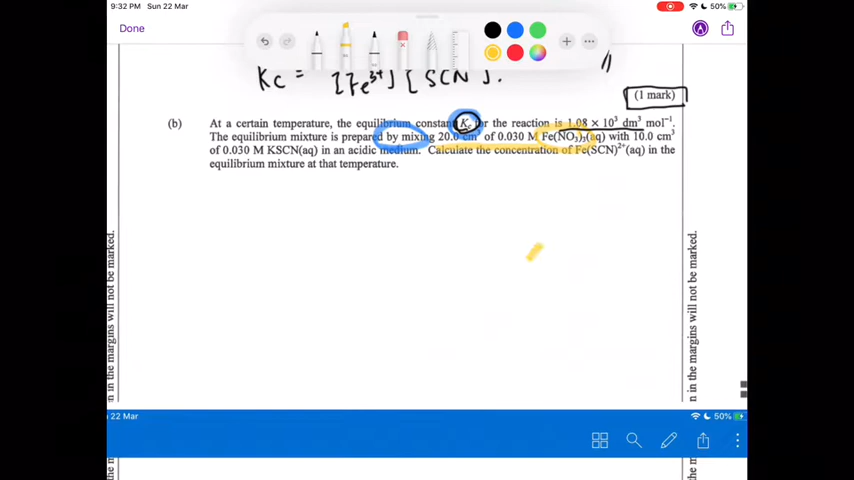 9:32 PM Sun 22 Mar
50%
Done
Kc = [Fe³⁺] [SCN⁻].
(1 mark)
(b) At a certain temperature, the equilibrium constant Kc for the reaction is 1.08 × 10³ dm³ mol⁻¹.
The equilibrium mixture is prepared by mixing 20.0 cm³ of 0.030 M Fe(NO₃)₃(aq) with 10.0 cm³
of 0.030 M KSCN(aq) in an acidic medium. Calculate the concentration of Fe(SCN)²⁺(aq) in the
equilibrium mixture at that temperature.
n in the margins will not be marked.
n in the margins will not be marked.
22 Mar
50%